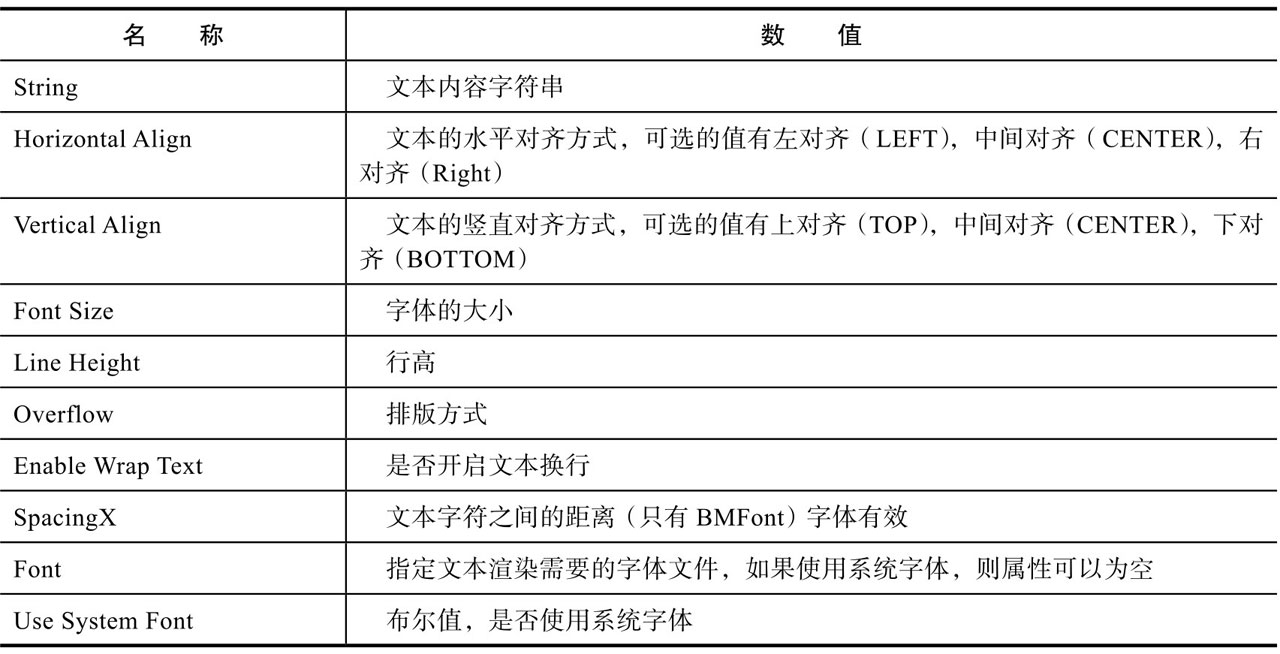 名 称 数 值
String 文本内容字符串
Horizontal Align 文本的水平对齐方式，可选的值有左对齐（LEFT），中间对齐（CENTER），右
对齐（Right）
Vertical Align 文本的竖直对齐方式，可选的值有上对齐（TOP），中间对齐（CENTER），下对
齐（BOTTOM）
Font Size 字体的大小
Line Height 行高
Overflow 排版方式
Enable Wrap Text 是否开启文本换行
SpacingX 文本字符之间的距离（只有 BMFont）字体有效
Font 指定文本渲染需要的字体文件，如果使用系统字体，则属性可以为空
Use System Font 布尔值，是否使用系统字体